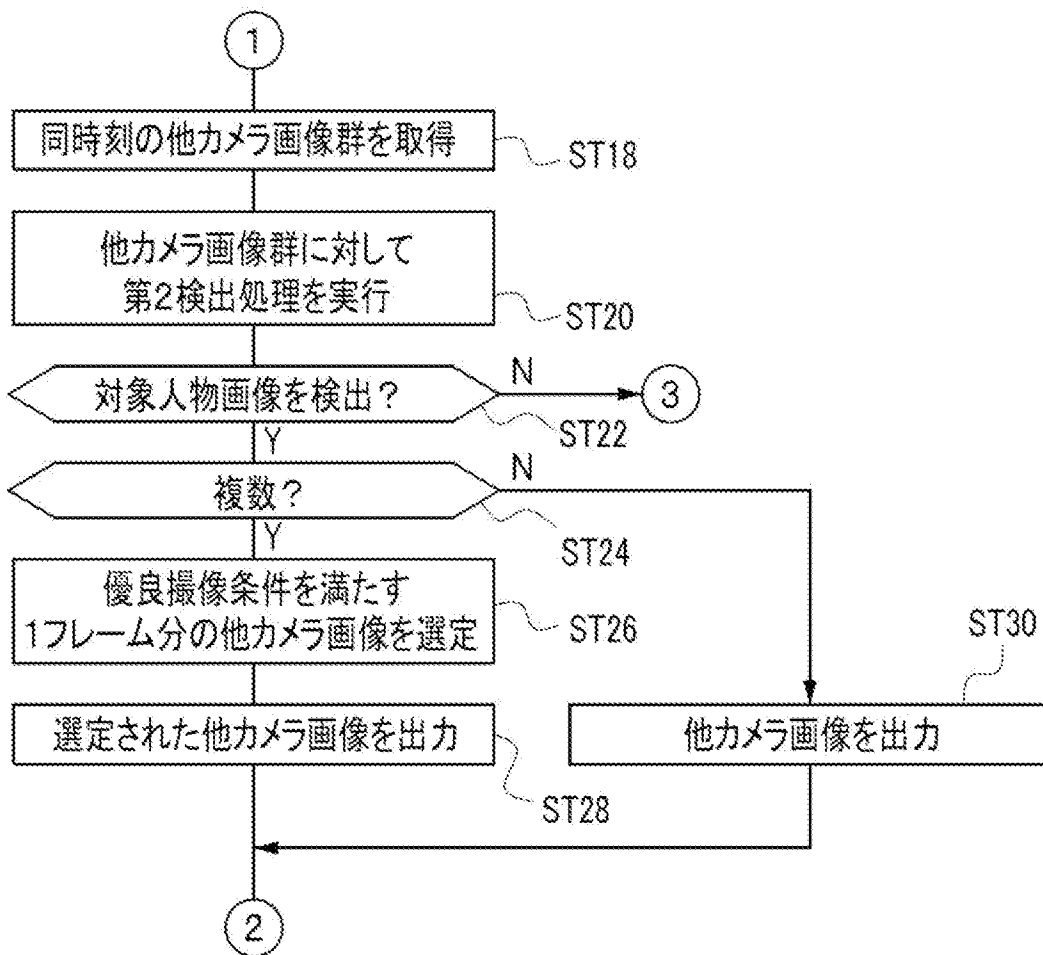 1
同時刻の他カメラ画像群を取得
ST18
他カメラ画像群に対して
第2検出処理を実行
ST20
対象人物画像を検出?
N
3
ST22
Y
複数?
N
ST24
Y
優良撮像条件を満たす
1フレーム分の他カメラ画像を選定
ST26
ST30
選定された他カメラ画像を出力
他カメラ画像を出力
ST28
2